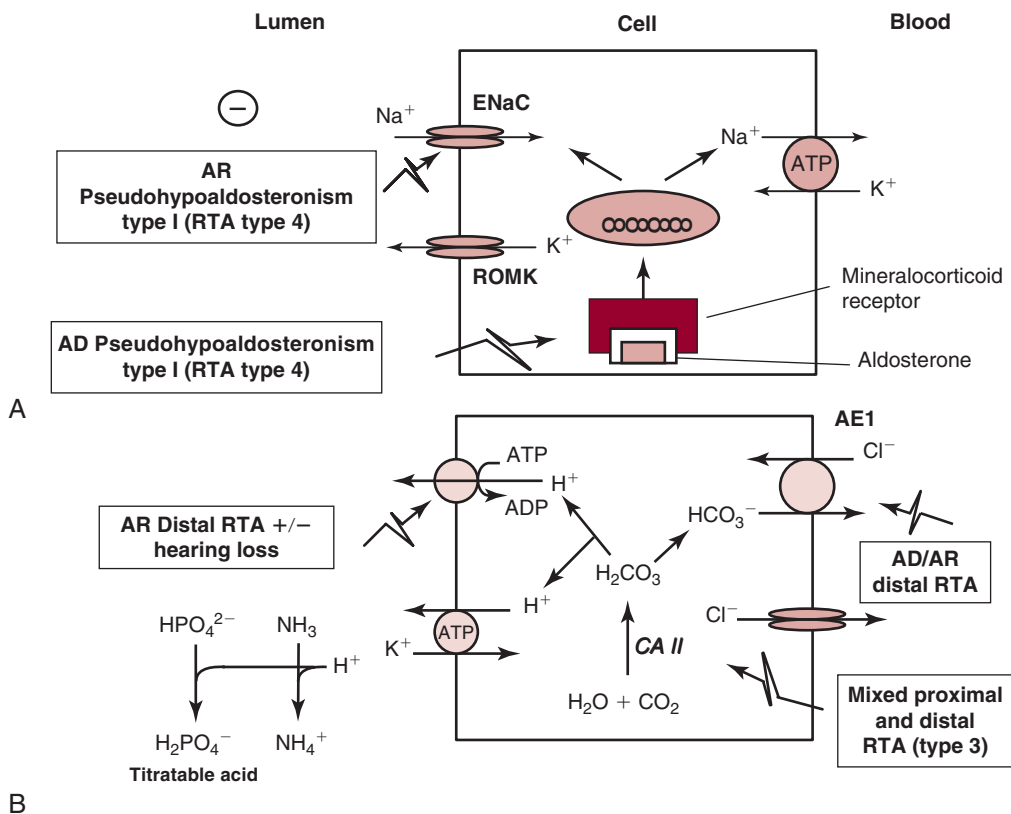 Lumen
Cell
Blood
−
Na⁺
ENaC
Na⁺
ATP
K⁺
AR
Pseudohypoaldosteronism
type I (RTA type 4)
K⁺
ROMK
Mineralocorticoid
receptor
Aldosterone
AD Pseudohypoaldosteronism
type I (RTA type 4)
A
AE1
ATP
H⁺
ADP
Cl⁻
HCO₃⁻
AR Distal RTA +/−
hearing loss
AD/AR
distal RTA
H₂CO₃
H⁺
ATP
K⁺
Cl⁻
CA II
H₂O + CO₂
HPO₄²⁻
NH₃
H⁺
H₂PO₄⁻
NH₄⁺
Titratable acid
Mixed proximal
and distal
RTA (type 3)
B